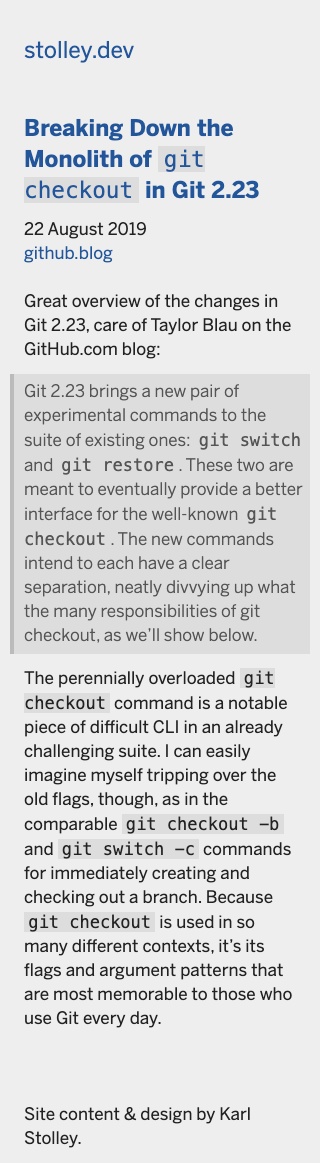 stolley.dev
Breaking Down the
Monolith of git
checkout in Git 2.23
22 August 2019
github.blog
Great overview of the changes in
Git 2.23, care of Taylor Blau on the
GitHub.com blog:
Git 2.23 brings a new pair of
experimental commands to the
suite of existing ones: git switch
and git restore . These two are
meant to eventually provide a better
interface for the well-known git
checkout . The new commands
intend to each have a clear
separation, neatly divvying up what
the many responsibilities of git
checkout, as we’ll show below.
The perennially overloaded git
checkout command is a notable
piece of difficult CLI in an already
challenging suite. I can easily
imagine myself tripping over the
old flags, though, as in the
comparable git checkout –b
and git switch –c commands
for immediately creating and
checking out a branch. Because
git checkout is used in so
many different contexts, it’s its
flags and argument patterns that
are most memorable to those who
use Git every day.
Site content & design by Karl
Stolley.